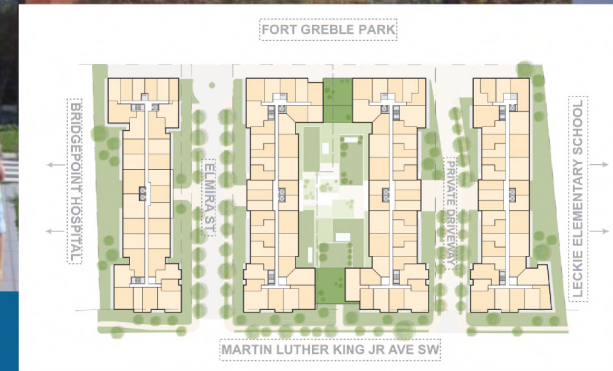 FORT GREBLE PARK
BRIDGEPOINT HOSPITAL
ELMIRA ST
PRIVATE DRIVEWAY
LECKIE ELEMENTARY SCHOOL
MARTIN LUTHER KING JR AVE SW